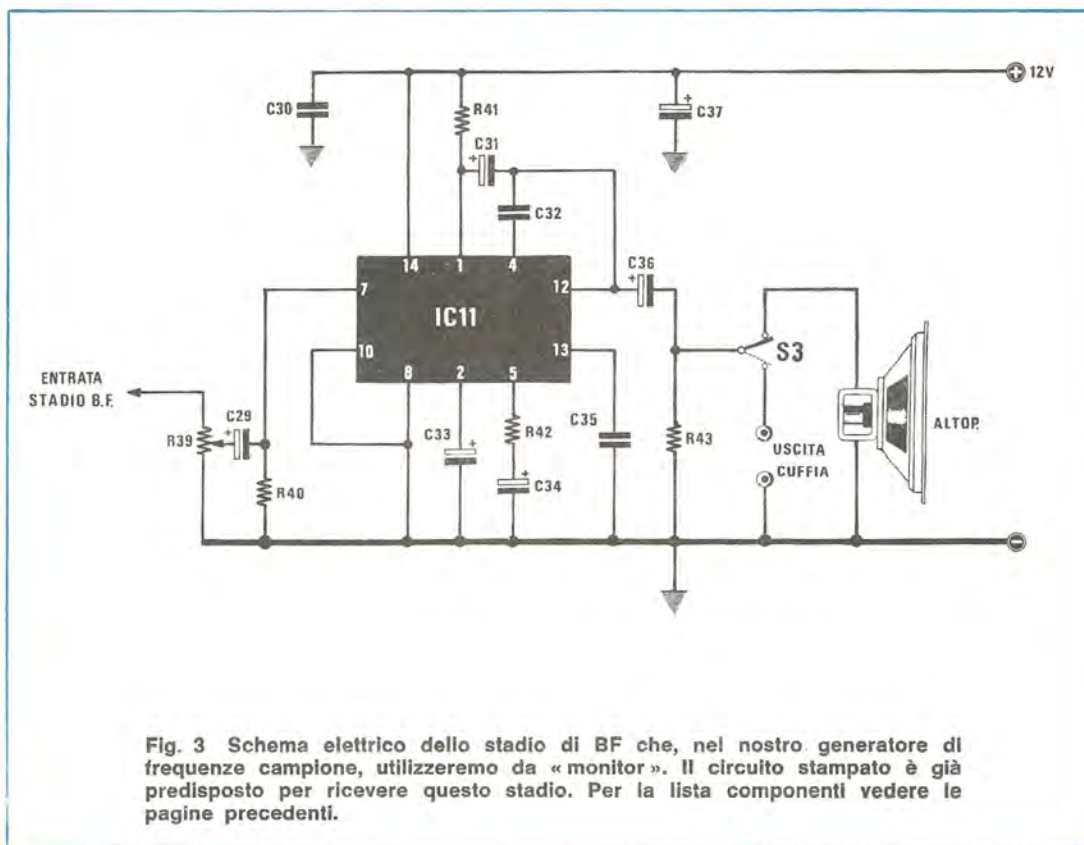 C30
R41
C31
+
C32
+
C37
+ 12V
14
1
4
7
12
IC11
10
13
8
2
5
C36
+
S3
ENTRATA
STADIO B.F.
R39
C29
+
R40
C33
+
R42
+
C34
C35
R43
USCITA
CUFFIA
ALTOP.
-
Fig. 3 Schema elettrico dello stadio di BF che, nel nostro generatore di
frequenze campione, utilizzeremo da « monitor ». Il circuito stampato è già
predisposto per ricevere questo stadio. Per la lista componenti vedere le
pagine precedenti.